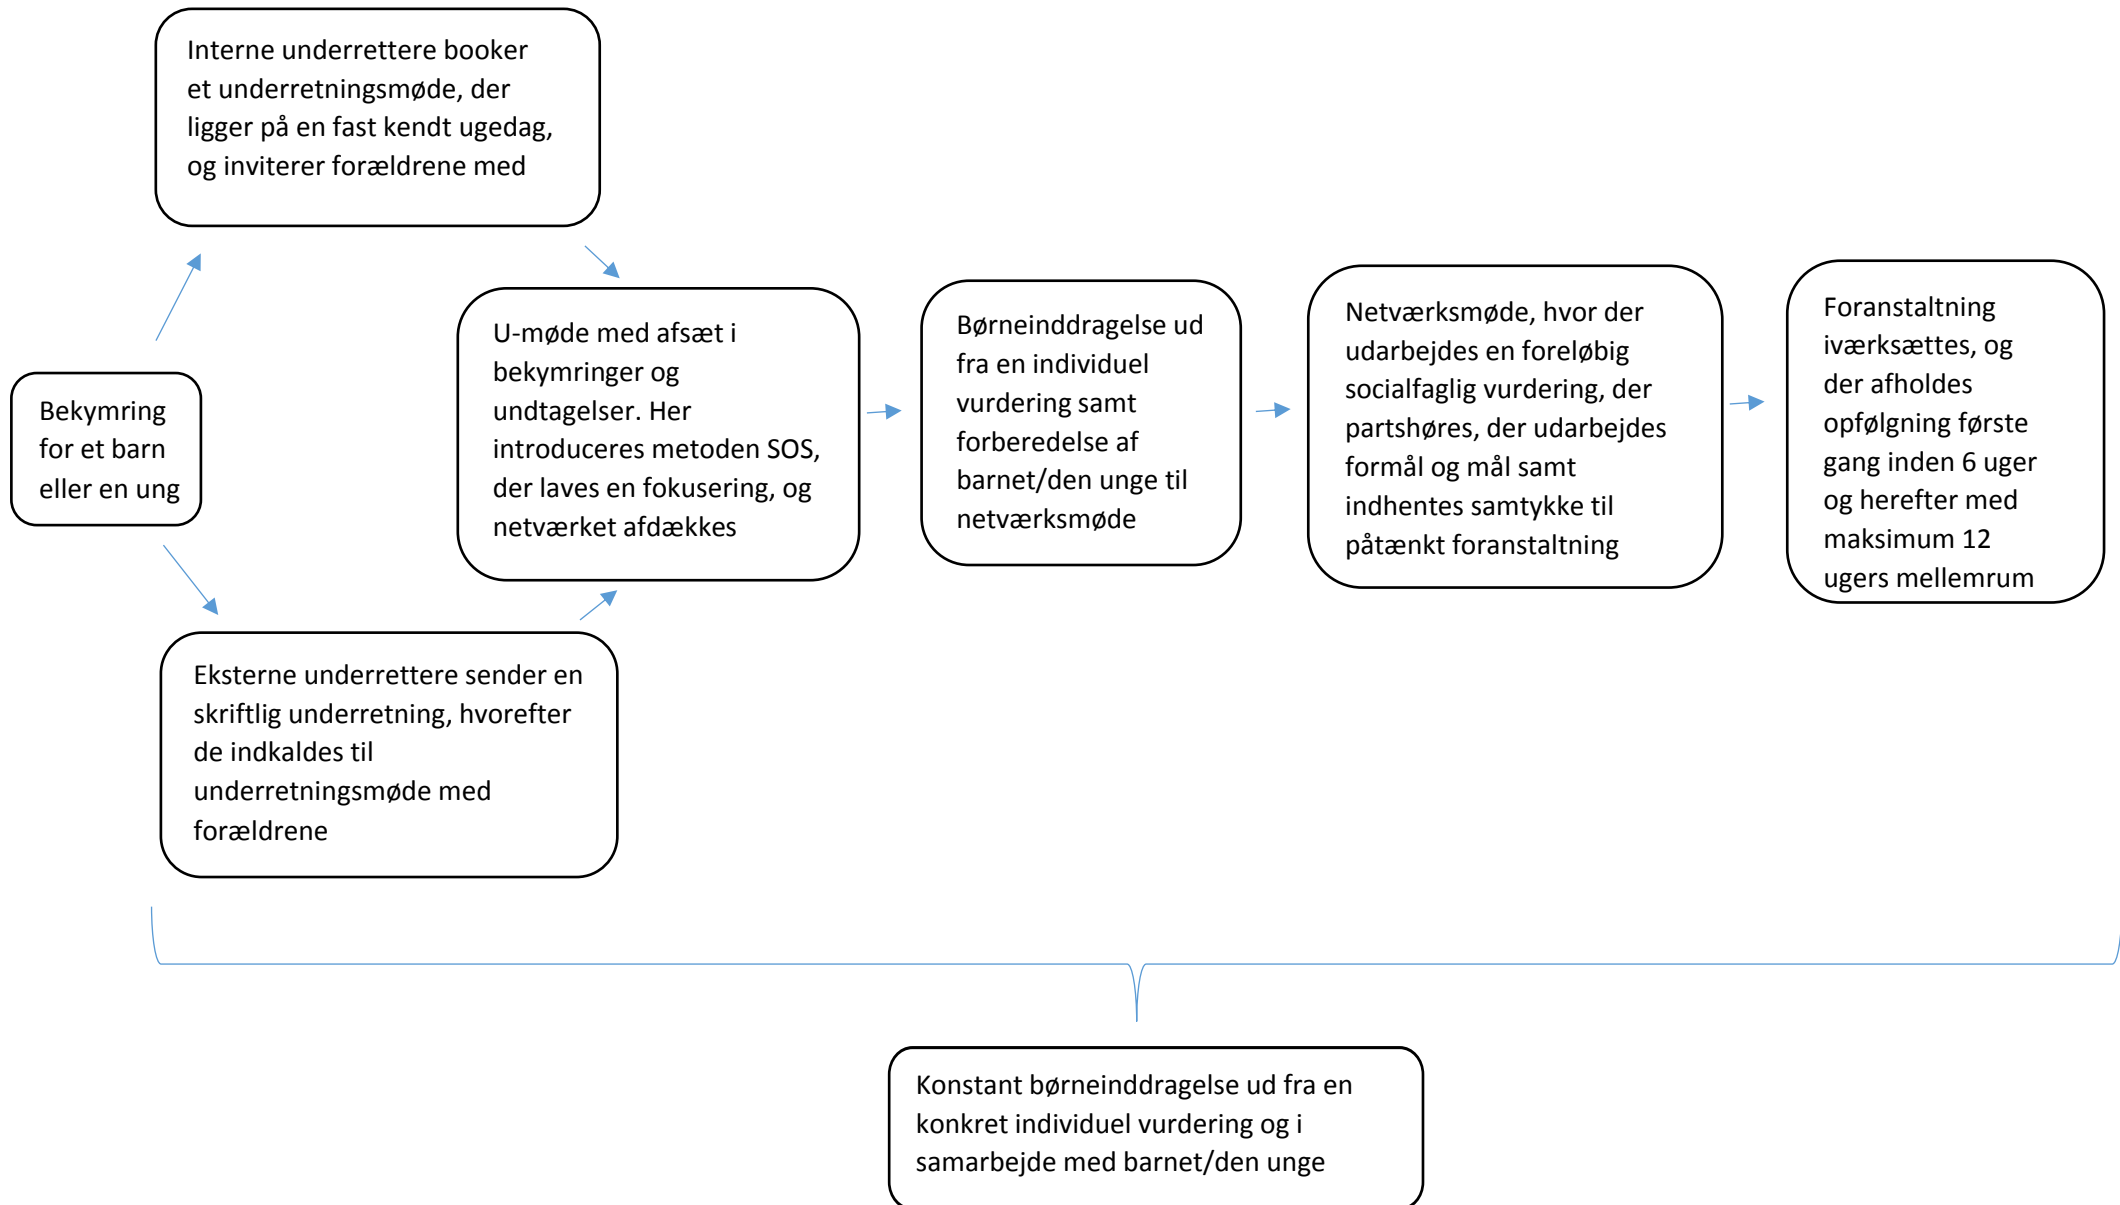 Interne underrettere booker
et underretningsmøde, der
ligger på en fast kendt ugedag,
og inviterer forældrene med
Bekymring
for et barn
eller en ung
Eksterne underrettere sender en
skriftlig underretning, hvorefter
de indkaldes til
underretningsmøde med
forældrene
U-møde med afsæt i
bekymringer og
undtagelser. Her
introduceres metoden SOS,
der laves en fokusering, og
netværket afdækkes
Børneinddragelse ud
fra en individuel
vurdering samt
forberedelse af
barnet/den unge til
netværksmøde
Netværksmøde, hvor der
udarbejdes en foreløbig
socialfaglig vurdering, der
partshøres, der udarbejdes
formål og mål samt
indhentes samtykke til
påtænkt foranstaltning
Foranstaltning
iværksættes, og
der afholdes
opfølgning første
gang inden 6 uger
og herefter med
maksimum 12
ugers mellemrum
Konstant børneinddragelse ud fra en
konkret individuel vurdering og i
samarbejde med barnet/den unge